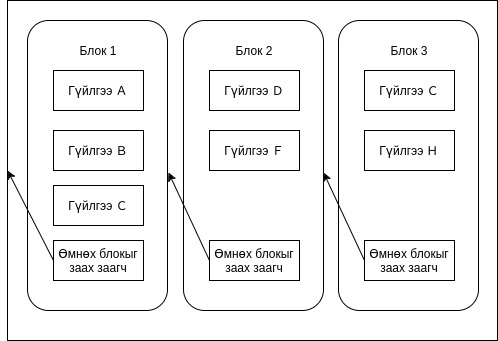 Блок 1
Гүйлгээ A
Гүйлгээ B
Гүйлгээ C
Өмнөх блокыг
заах заагч
Блок 2
Гүйлгээ D
Гүйлгээ F
Өмнөх блокыг
заах заагч
Блок 3
Гүйлгээ C
Гүйлгээ H
Өмнөх блокыг
заах заагч